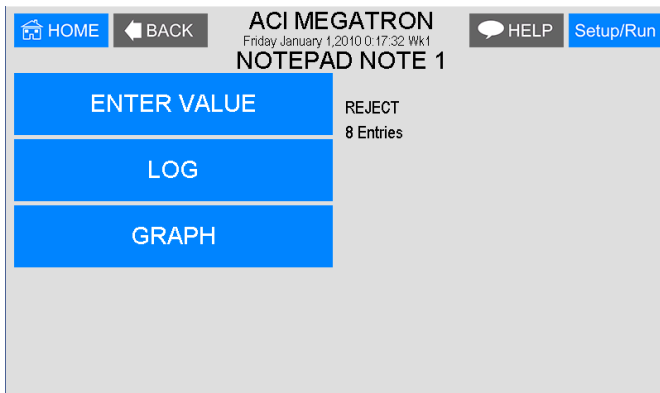 HOME
BACK
ACI MEGATRON
Friday January 1,2010 0:17:32 Wk1
NOTEPAD NOTE 1
HELP
Setup/Run
ENTER VALUE
REJECT
8 Entries
LOG
GRAPH